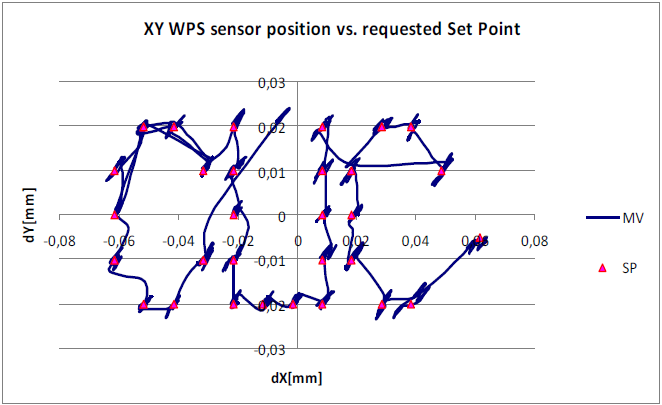 XY WPS sensor position vs. requested Set Point
0,03
0,02
0,01
0
-0,08 -0,06 -0,04 -0,02 0 0,02 0,04 0,06 0,08
-0,01
-0,02
-0,03
dY[mm]
dX[mm]
MV
SP